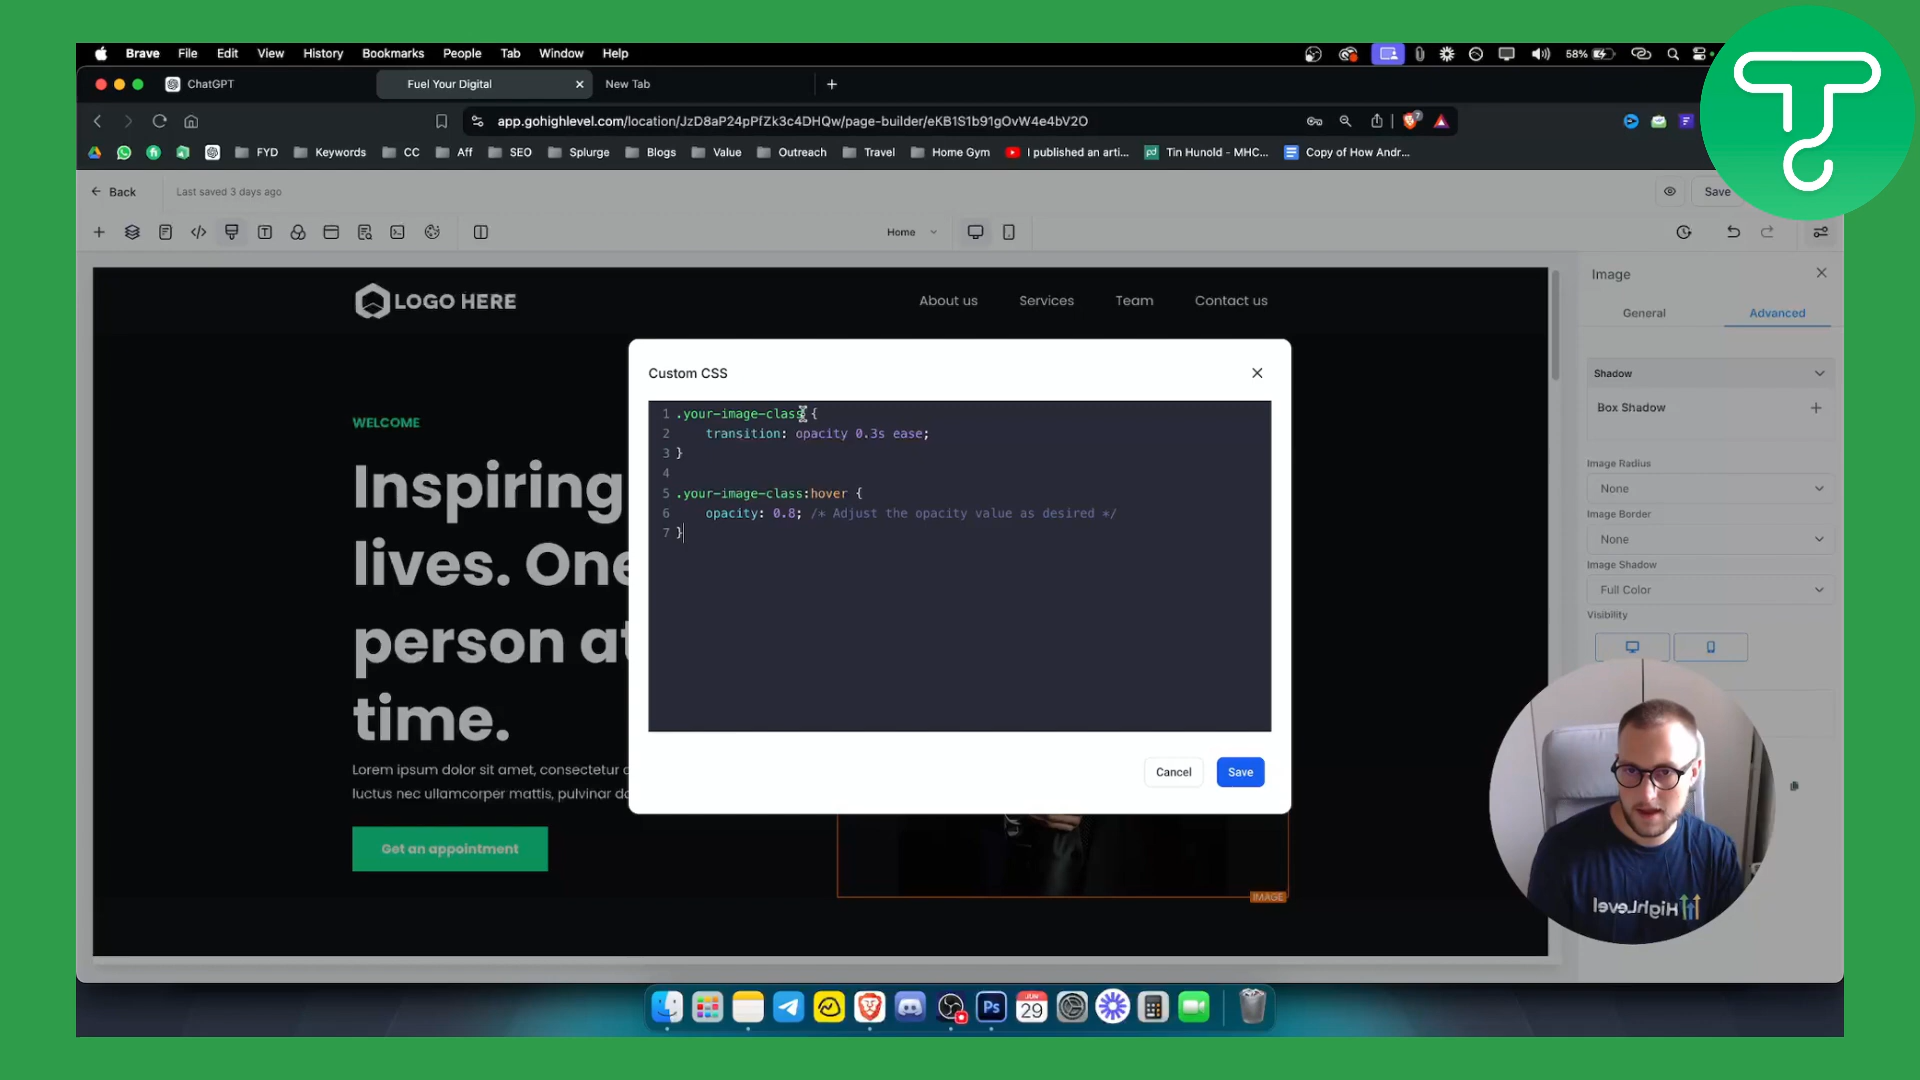 Brave File Edit View History Bookmarks People Tab Window Help
58%
ChatGPT
Fuel Your Digital
New Tab
app.gohighlevel.com/location/JzD8aP24pPfZk3c4DHQw/page-builder/eKB1S1b91gOvW4e4bV2O
7
FYD Keywords CC Aff SEO Splurge Blogs Value Outreach Travel Home Gym I published an arti... Tin Hunold - MHC... Copy of How Andr...
Back
Last saved 3 days ago
Save
Home
LOGO HERE
About us Services Team Contact us
WELCOME
Inspiring
lives. One
person at
time.
Lorem ipsum dolor sit amet, consectetur
luctus nec ullamcorper mattis, pulvinar
Get an appointment
IMAGE
Custom CSS
1 .your-image-class {
2 transition: opacity 0.3s ease;
3 }
4
5 .your-image-class:hover {
6 opacity: 0.8; /* Adjust the opacity value as desired */
7 }
Cancel
Save
Image
General
Advanced
Shadow
Box Shadow
Image Radius
None
Image Border
None
Image Shadow
Full Color
Visibility
HighLevel
Ps
JUN
29